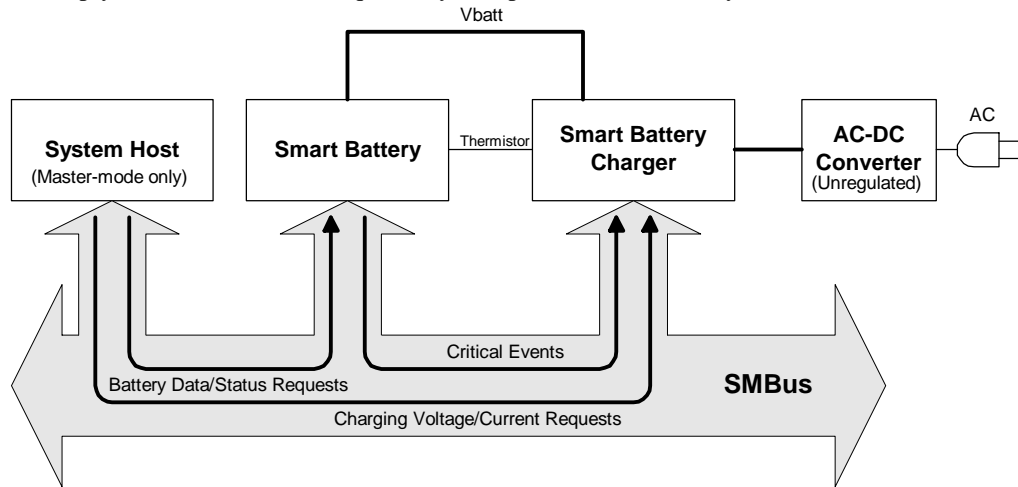 Vbatt
AC
System Host
(Master-mode only)
Smart Battery
Thermistor
Smart Battery
Charger
AC-DC
Converter
(Unregulated)
Critical Events
Battery Data/Status Requests
SMBus
Charging Voltage/Current Requests